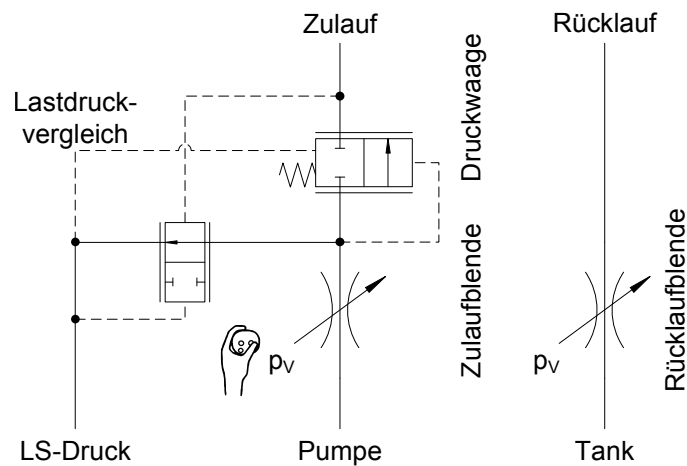 Zulauf
Rücklauf
Lastdruck-
vergleich
Druckwaage
Zulaufblende
Rücklaufblende
pV
pV
LS-Druck
Pumpe
Tank